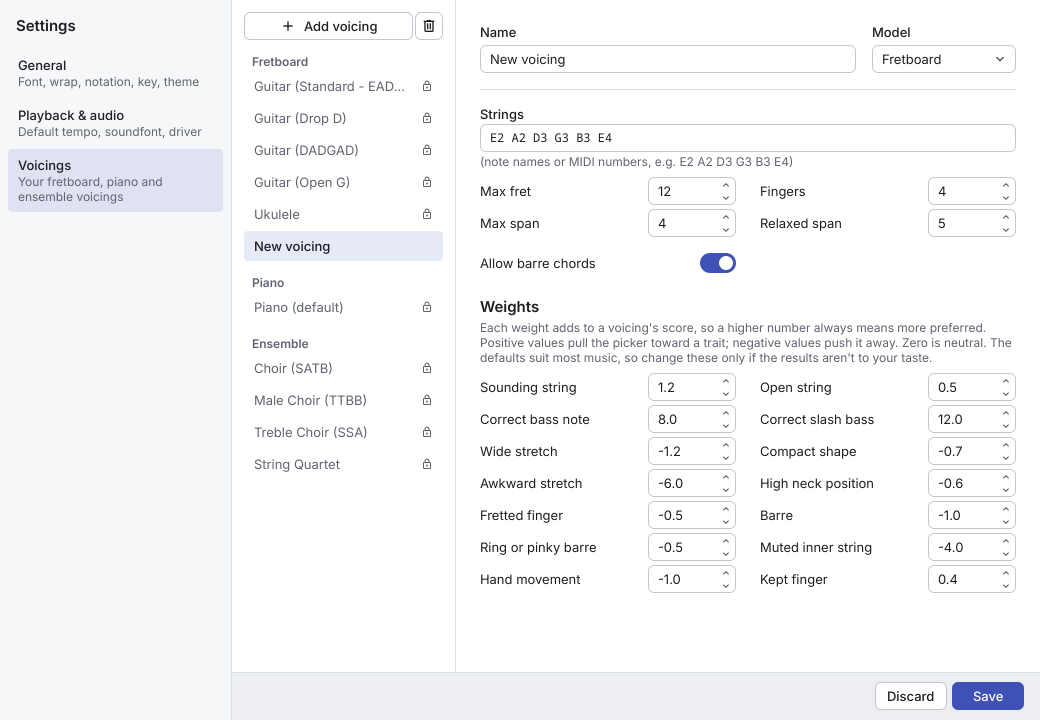 Settings
General
Font, wrap, notation, key, theme
Playback & audio
Default tempo, soundfont, driver
Voicings
Your fretboard, piano and
ensemble voicings
Add voicing
Fretboard
Guitar (Standard - EAD...
Guitar (Drop D)
Guitar (DADGAD)
Guitar (Open G)
Ukulele
New voicing
Piano
Piano (default)
Ensemble
Choir (SATB)
Male Choir (TTBB)
Treble Choir (SSA)
String Quartet
Name
New voicing
Model
Fretboard
Strings
E2 A2 D3 G3 B3 E4
(note names or MIDI numbers, e.g. E2 A2 D3 G3 B3 E4)
Max fret 12 Fingers 4
Max span 4 Relaxed span 5
Allow barre chords
Weights
Each weight adds to a voicing's score, so a higher number always means more preferred.
Positive values pull the picker toward a trait; negative values push it away. Zero is neutral. The
defaults suit most music, so change these only if the results aren't to your taste.
Sounding string 1.2 Open string 0.5
Correct bass note 8.0 Correct slash bass 12.0
Wide stretch -1.2 Compact shape -0.7
Awkward stretch -6.0 High neck position -0.6
Fretted finger -0.5 Barre -1.0
Ring or pinky barre -0.5 Muted inner string -4.0
Hand movement -1.0 Kept finger 0.4
Discard Save